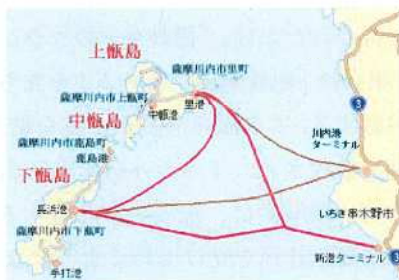 上甑島
薩摩川内市里町
里港
薩摩川内市上甑町
中甑港
中甑島
薩摩川内市鹿島町
鹿島港
下甑島
長浜港
薩摩川内市下甑町
手打港
3
川内港
ターミナル
いちき串木野市
新港ターミナル
3